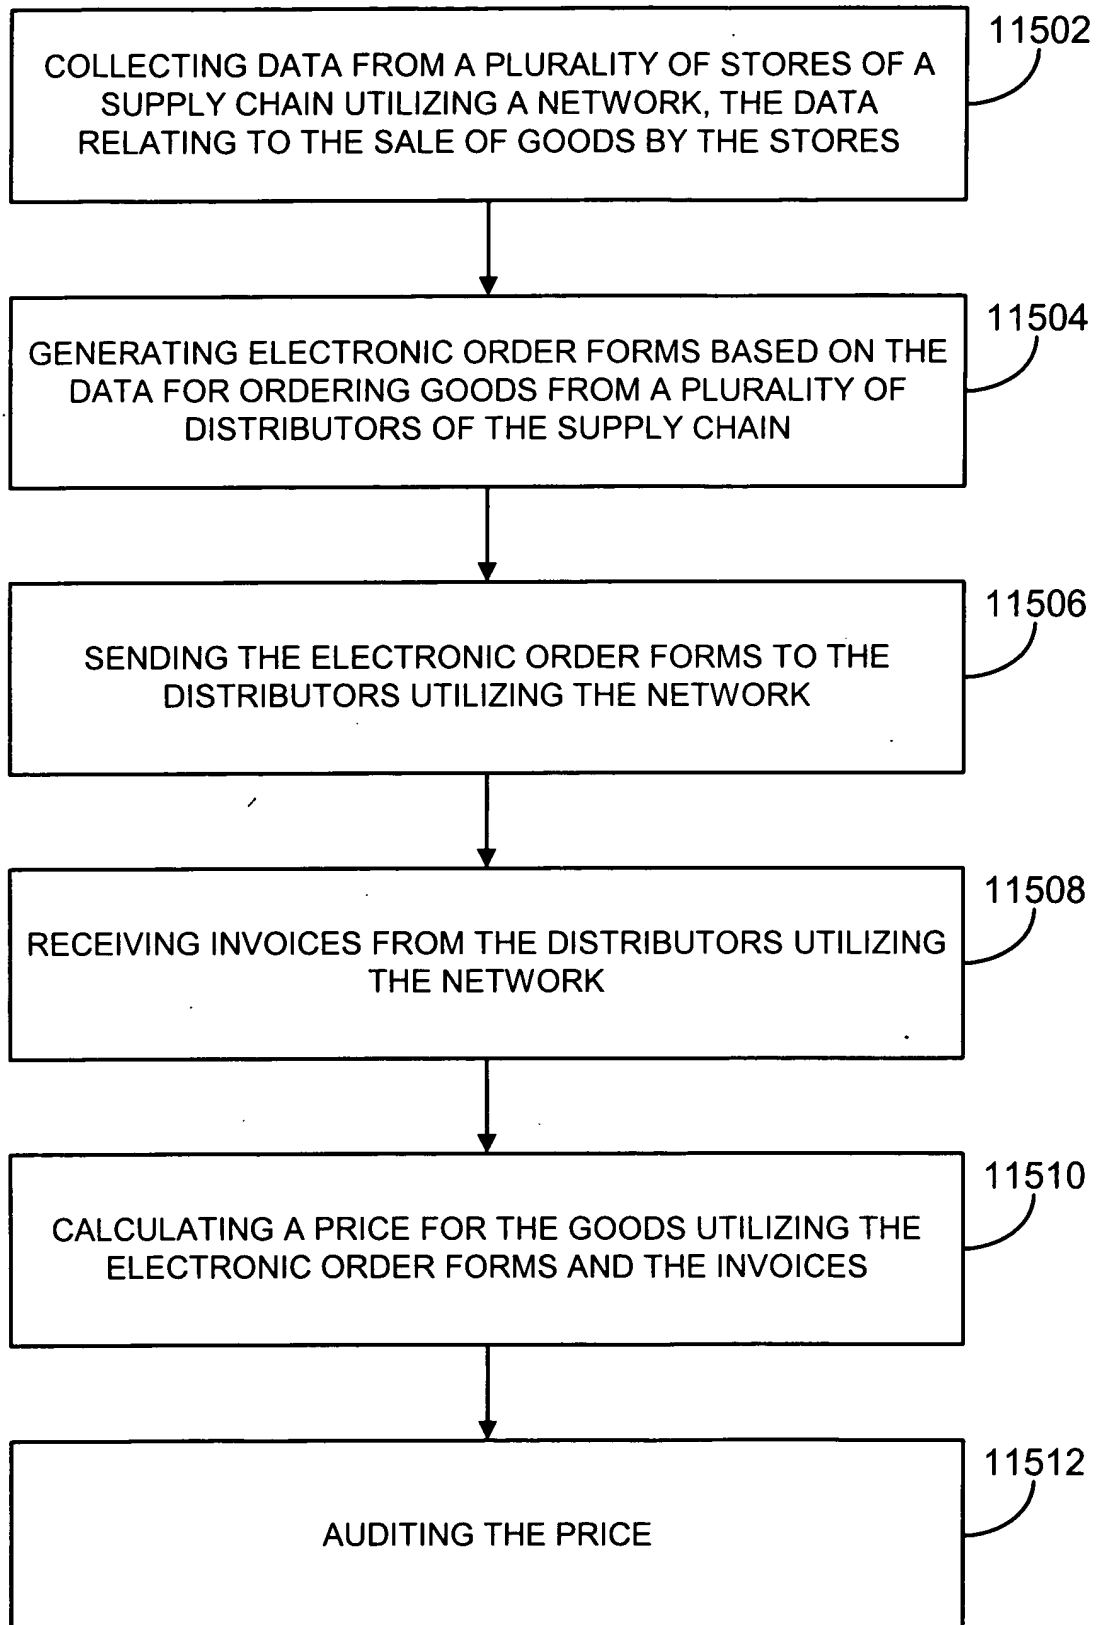 11502
COLLECTING DATA FROM A PLURALITY OF STORES OF A
SUPPLY CHAIN UTILIZING A NETWORK, THE DATA
RELATING TO THE SALE OF GOODS BY THE STORES
11504
GENERATING ELECTRONIC ORDER FORMS BASED ON THE
DATA FOR ORDERING GOODS FROM A PLURALITY OF
DISTRIBUTORS OF THE SUPPLY CHAIN
11506
SENDING THE ELECTRONIC ORDER FORMS TO THE
DISTRIBUTORS UTILIZING THE NETWORK
11508
RECEIVING INVOICES FROM THE DISTRIBUTORS UTILIZING
THE NETWORK
11510
CALCULATING A PRICE FOR THE GOODS UTILIZING THE
ELECTRONIC ORDER FORMS AND THE INVOICES
11512
AUDITING THE PRICE